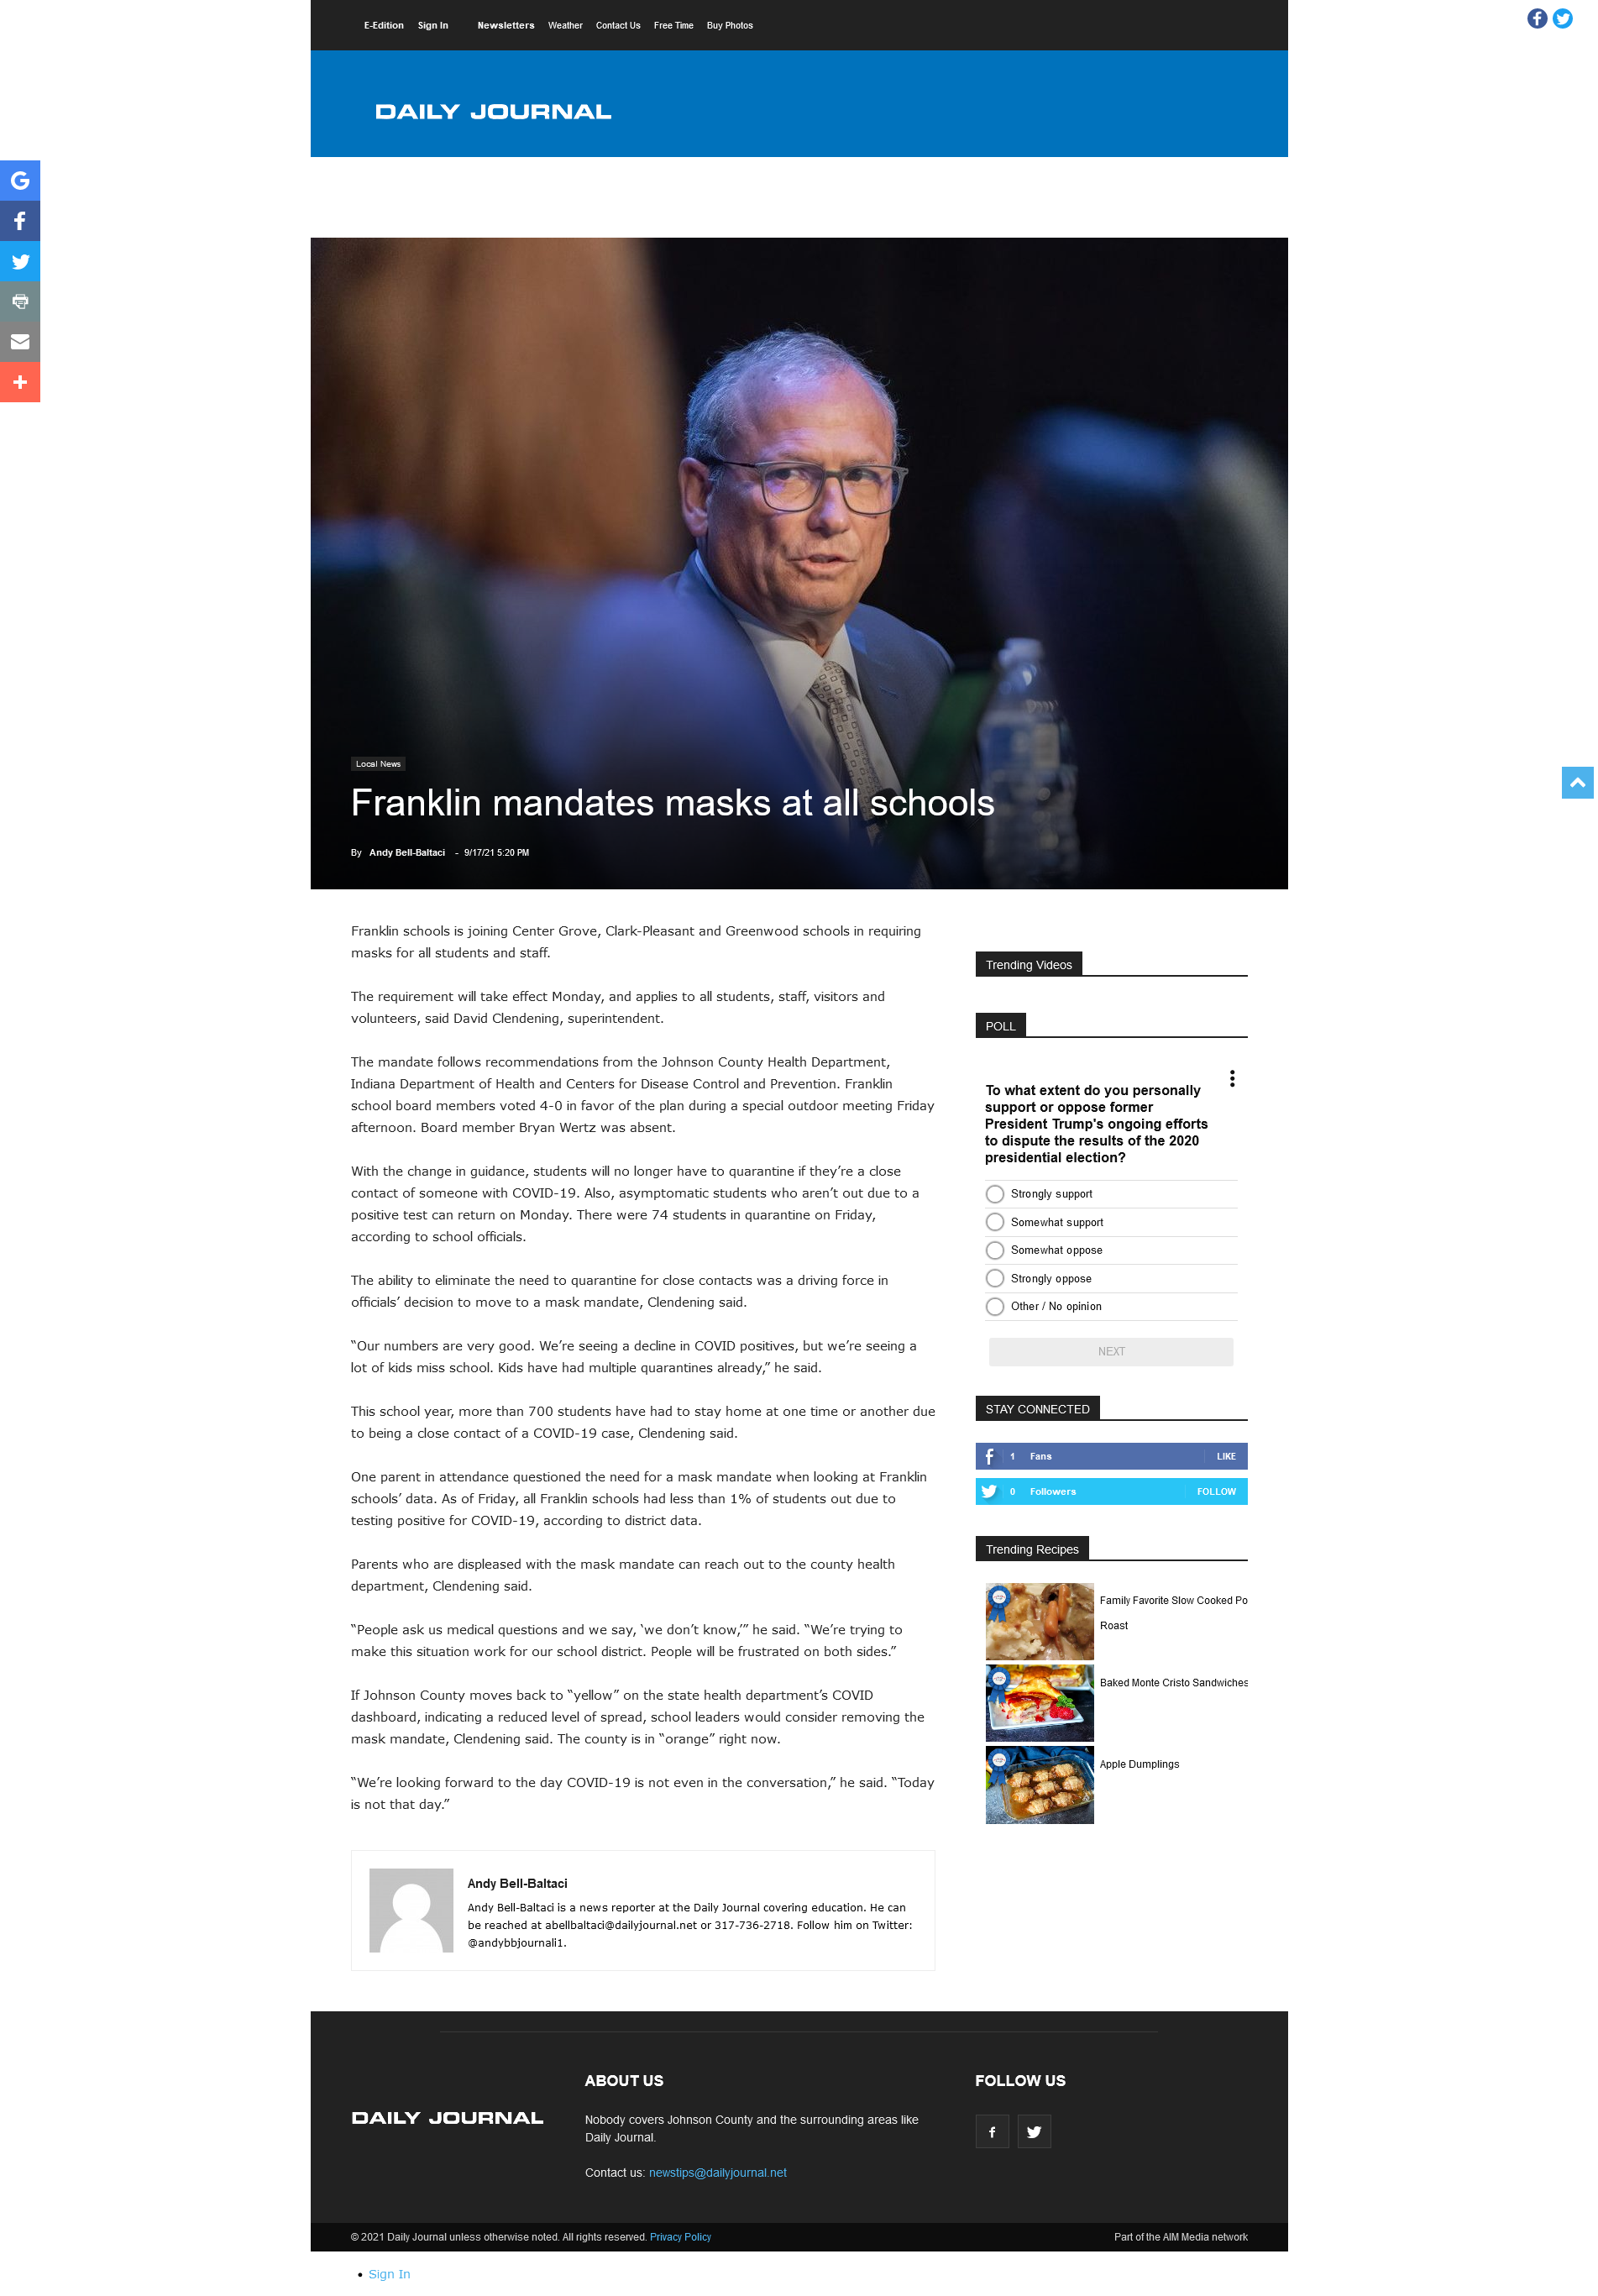 E-Edition Sign In Newsletters Weather Contact Us Free Time Buy Photos
DAILY JOURNAL
Local News
Franklin mandates masks at all schools
By Andy Bell-Baltaci - 9/17/21 5:20 PM
Franklin schools is joining Center Grove, Clark-Pleasant and Greenwood schools in requiring
masks for all students and staff.
The requirement will take effect Monday, and applies to all students, staff, visitors and
volunteers, said David Clendening, superintendent.
The mandate follows recommendations from the Johnson County Health Department,
Indiana Department of Health and Centers for Disease Control and Prevention. Franklin
school board members voted 4-0 in favor of the plan during a special outdoor meeting Friday
afternoon. Board member Bryan Wertz was absent.
With the change in guidance, students will no longer have to quarantine if they’re a close
contact of someone with COVID-19. Also, asymptomatic students who aren’t out due to a
positive test can return on Monday. There were 74 students in quarantine on Friday,
according to school officials.
The ability to eliminate the need to quarantine for close contacts was a driving force in
officials’ decision to move to a mask mandate, Clendening said.
“Our numbers are very good. We’re seeing a decline in COVID positives, but we’re seeing a
lot of kids miss school. Kids have had multiple quarantines already,” he said.
This school year, more than 700 students have had to stay home at one time or another due
to being a close contact of a COVID-19 case, Clendening said.
One parent in attendance questioned the need for a mask mandate when looking at Franklin
schools’ data. As of Friday, all Franklin schools had less than 1% of students out due to
testing positive for COVID-19, according to district data.
Parents who are displeased with the mask mandate can reach out to the county health
department, Clendening said.
“People ask us medical questions and we say, ‘we don’t know,’” he said. “We’re trying to
make this situation work for our school district. People will be frustrated on both sides.”
If Johnson County moves back to “yellow” on the state health department’s COVID
dashboard, indicating a reduced level of spread, school leaders would consider removing the
mask mandate, Clendening said. The county is in “orange” right now.
“We’re looking forward to the day COVID-19 is not even in the conversation,” he said. “Today
is not that day.”
Andy Bell-Baltaci
Andy Bell-Baltaci is a news reporter at the Daily Journal covering education. He can
be reached at abellbaltaci@dailyjournal.net or 317-736-2718. Follow him on Twitter:
@andybbjournali1.
Trending Videos
POLL
To what extent do you personally
support or oppose former
President Trump's ongoing efforts
to dispute the results of the 2020
presidential election?
Strongly support
Somewhat support
Somewhat oppose
Strongly oppose
Other / No opinion
NEXT
STAY CONNECTED
1 Fans LIKE
0 Followers FOLLOW
Trending Recipes
Family Favorite Slow Cooked Po
Roast
Baked Monte Cristo Sandwiches
Apple Dumplings
DAILY JOURNAL
ABOUT US
Nobody covers Johnson County and the surrounding areas like
Daily Journal.
Contact us: newstips@dailyjournal.net
FOLLOW US
© 2021 Daily Journal unless otherwise noted. All rights reserved. Privacy Policy
Part of the AIM Media network
Sign In